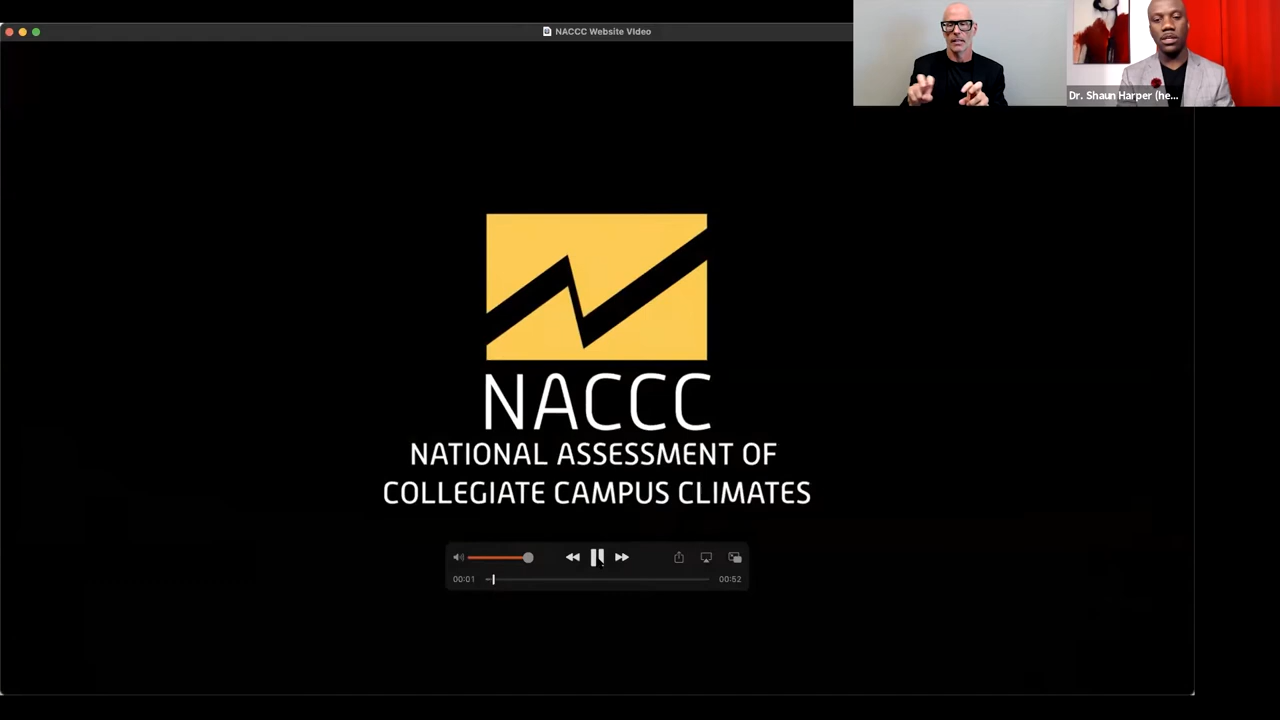 NACCC Website VIdeo
Dr. Shaun Harper (he...
NACCC
NATIONAL ASSESSMENT OF
COLLEGIATE CAMPUS CLIMATES
00:01
00:52